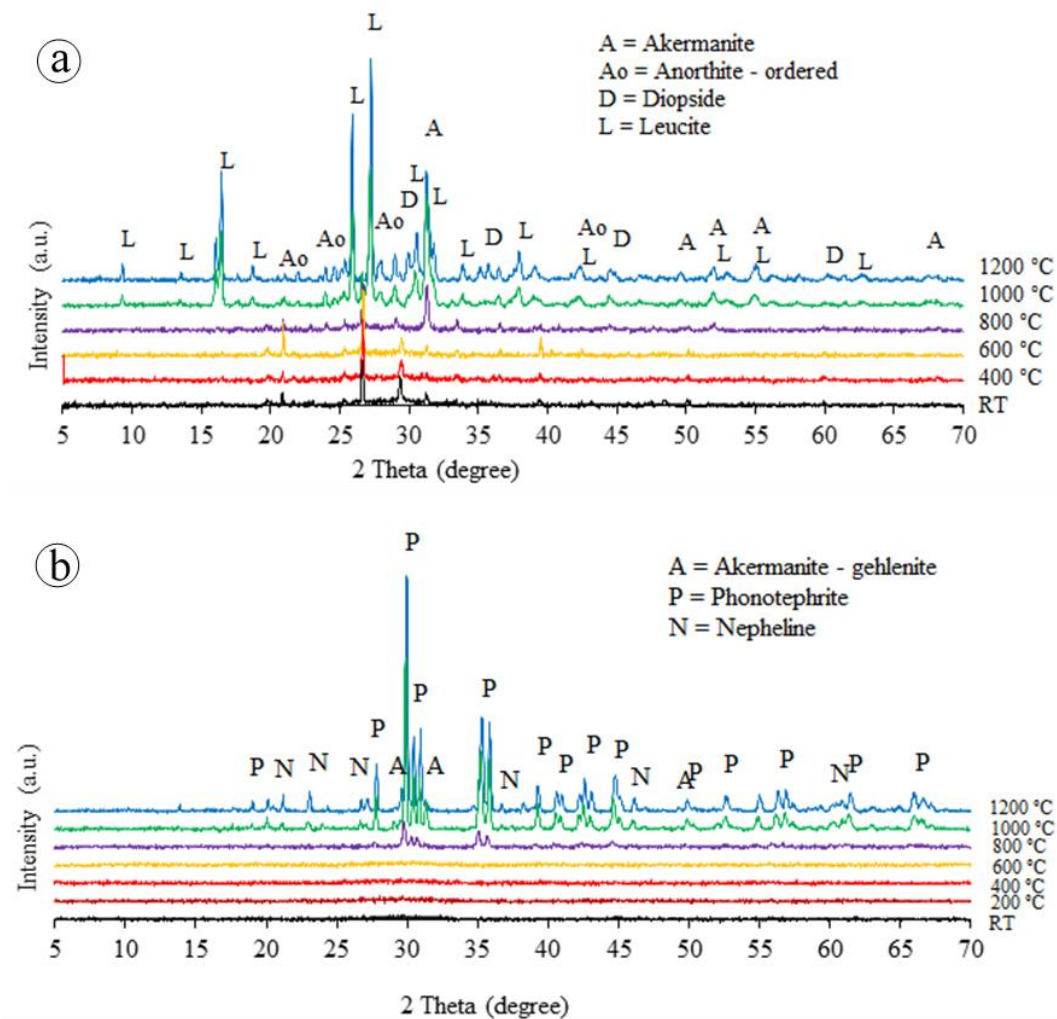 a
A = Akermanite
Ao = Anorthite - ordered
D = Diopside
L = Leucite
L
L
A
L
L
D
L
Ao
L
L
L
Ao
Ao
L
D
L
Ao
L
D
A
A
L
A
L
D
L
A
1200 °C
1000 °C
800 °C
600 °C
400 °C
RT
Intensity (a.u.)
5 10 15 20 25 30 35 40 45 50 55 60 65 70
2 Theta (degree)
b
A = Akermanite - gehlenite
P = Phonotephrite
N = Nepheline
P
P
P
P
P N N N A A N P P P P N A P P P N P P
1200 °C
1000 °C
800 °C
600 °C
400 °C
200 °C
RT
Intensity (a.u.)
5 10 15 20 25 30 35 40 45 50 55 60 65 70
2 Theta (degree)